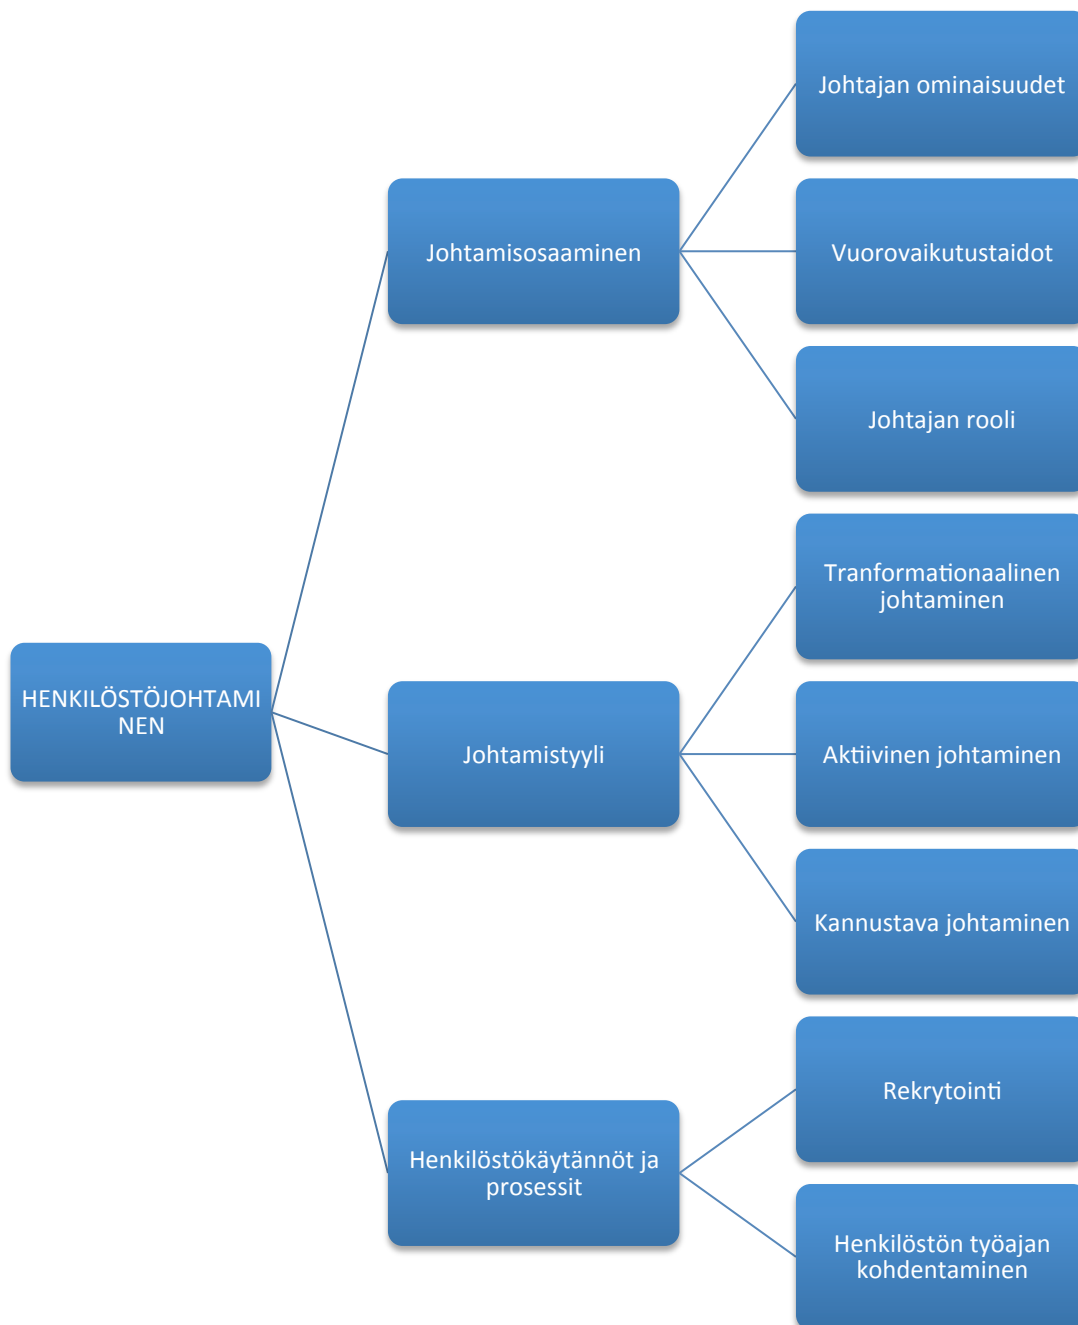 Johtajan ominaisuudet
Johtamisosaaminen
Vuorovaikutustaidot
Johtajan rooli
Tranformationaalinen
johtaminen
HENKILÖSTÖJOHTAMI
NEN
Johtamistyyli
Aktiivinen johtaminen
Kannustava johtaminen
Rekrytointi
Henkilöstökäytännöt ja
prosessit
Henkilöstön työajan
kohdentaminen